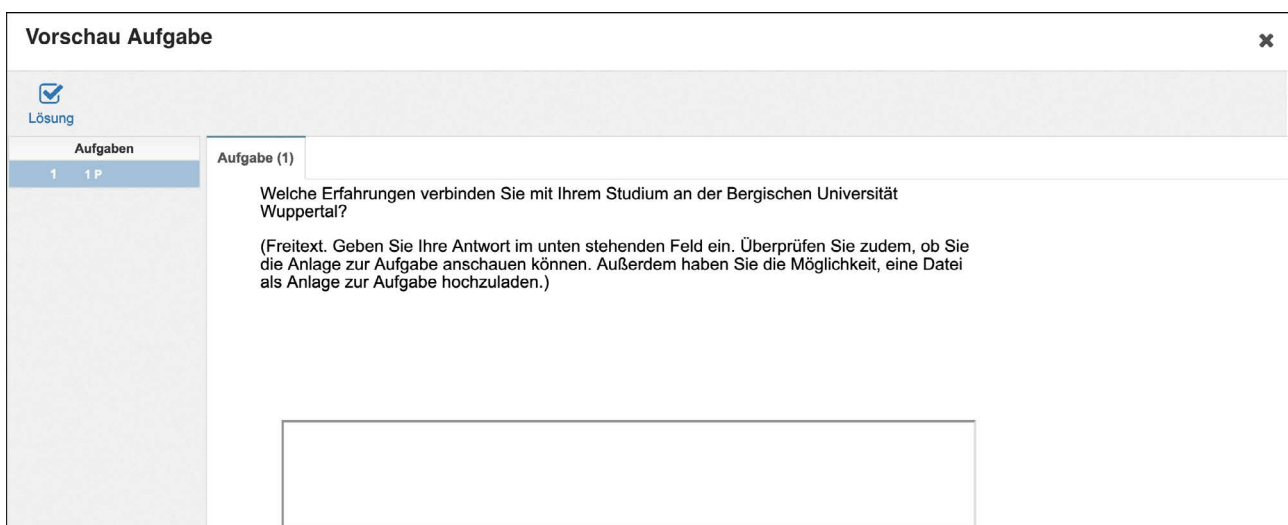 Vorschau Aufgabe
Lösung
Aufgaben
1 1 P
Aufgabe (1)
Welche Erfahrungen verbinden Sie mit Ihrem Studium an der Bergischen Universität
Wuppertal?
(Freitext. Geben Sie Ihre Antwort im unten stehenden Feld ein. Überprüfen Sie zudem, ob Sie
die Anlage zur Aufgabe anschauen können. Außerdem haben Sie die Möglichkeit, eine Datei
als Anlage zur Aufgabe hochzuladen.)